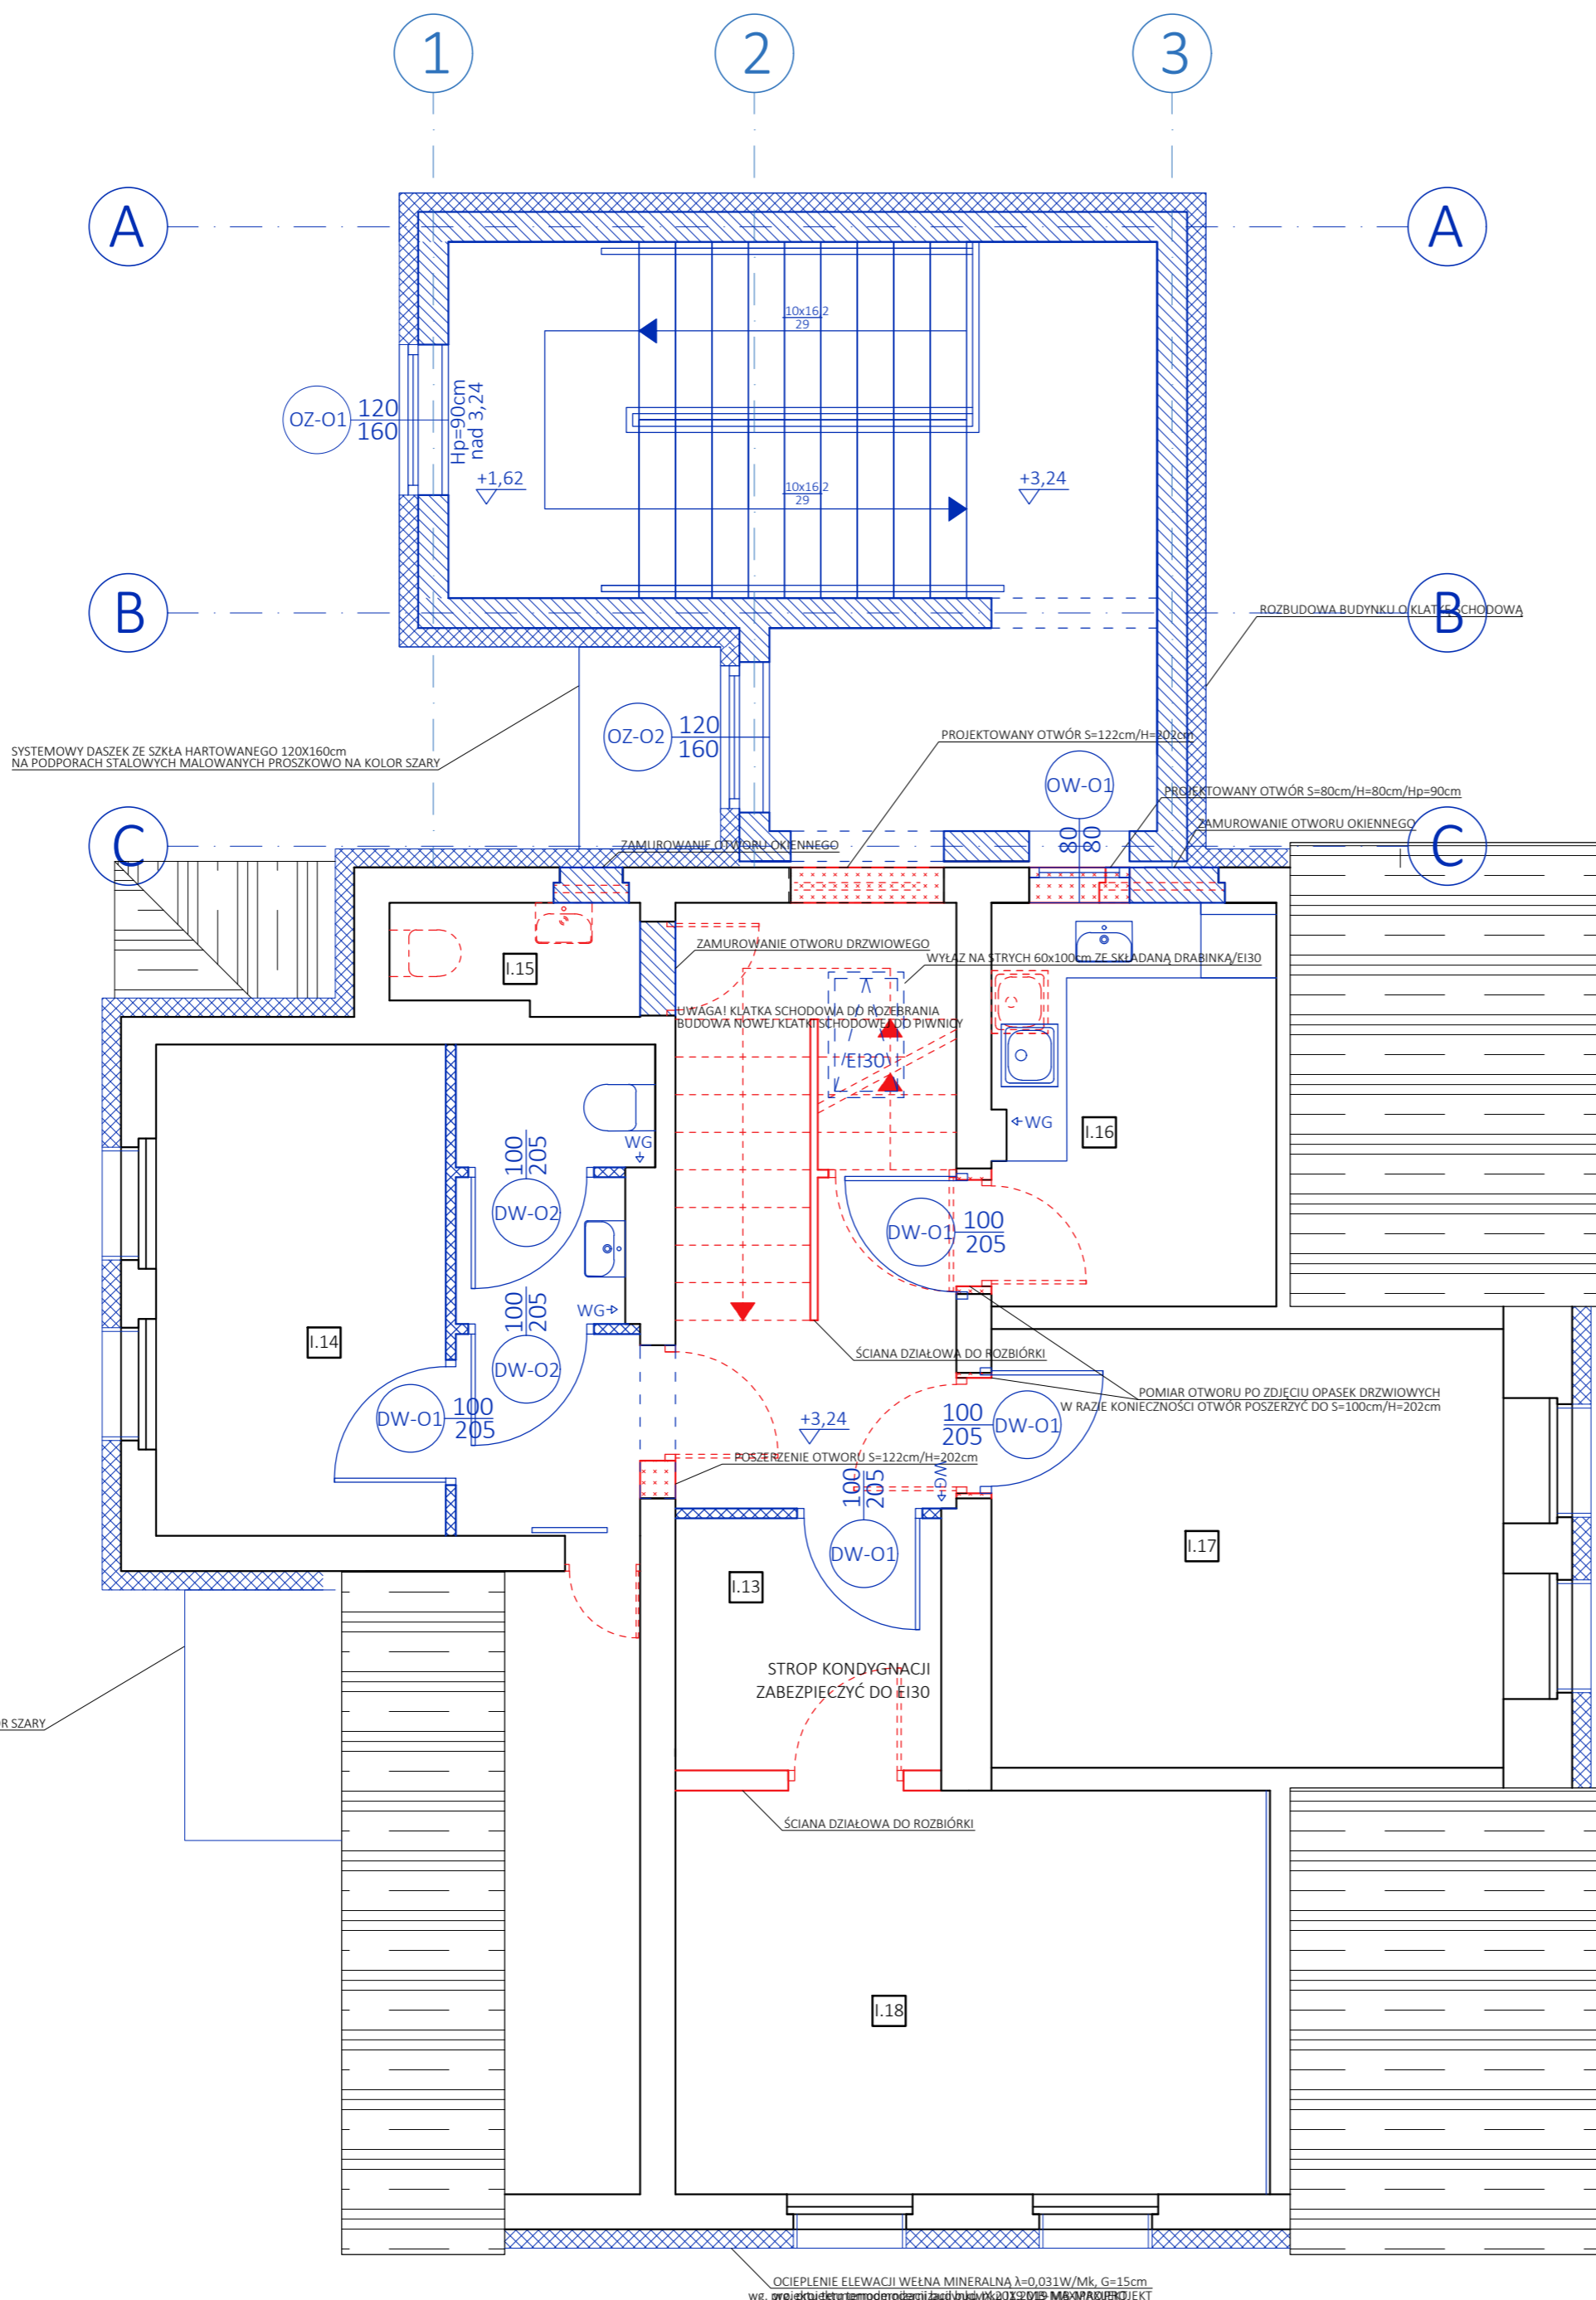 1
2
3
A
A
10x16,2
29
OZ-O1
120
160
Hp=90cm
nad 3,24
+1,62
10x16,2
29
+3,24
B
ROZBUDOWA BUDYNKU O KLATKĘ SCHODOWĄ
B
OZ-O2
120
160
PROJEKTOWANY OTWÓR S=122cm/H=202cm
SYSTEMOWY DASZEK ZE SZKŁA HARTOWANEGO 120X160cm
NA PODPORACH STALOWYCH MALOWANYCH PROSZKOWO NA KOLOR SZARY
OW-O1
80
80
PROJEKTOWANY OTWÓR S=80cm/H=80cm/Hp=90cm
ZAMUROWANIE OTWORU OKIENNEGO
C
ZAMUROWANIE OTWORU OKIENNEGO
C
ZAMUROWANIE OTWORU DRZWIOWEGO
WYŁAZ NA STRYCH 60x100cm ZE SKŁADANĄ DRABINKĄ/EI30
I.15
UWAGA! KLATKA SCHODOWA DO ROZEBRANIA
BUDOWA NOWEJ KLATKI SCHODOWEJ DO PIWNICY
EI30
WG
I.16
WG
100
205
DW-O2
DW-O1
100
205
WG
100
205
I.14
DW-O2
ŚCIANA DZIAŁOWA DO ROZBIÓRKI
POMIAR OTWORU PO ZDJĘCIU OPASEK DRZWIOWYCH
W RAZIE KONIECZNOŚCI OTWÓR POSZERZYĆ DO S=100cm/H=202cm
DW-O1
100
205
+3,24
100
205
DW-O1
POSZERZENIE OTWORU S=122cm/H=202cm
100
205
WG
DW-O1
I.17
I.13
STROP KONDYGNACJI
ZABEZPIECZYĆ DO EI30
R SZARY
ŚCIANA DZIAŁOWA DO ROZBIÓRKI
I.18
OCIEPLENIE ELEWACJI WEŁNA MINERALNĄ λ=0,031W/Mk, G=15cm
wg.